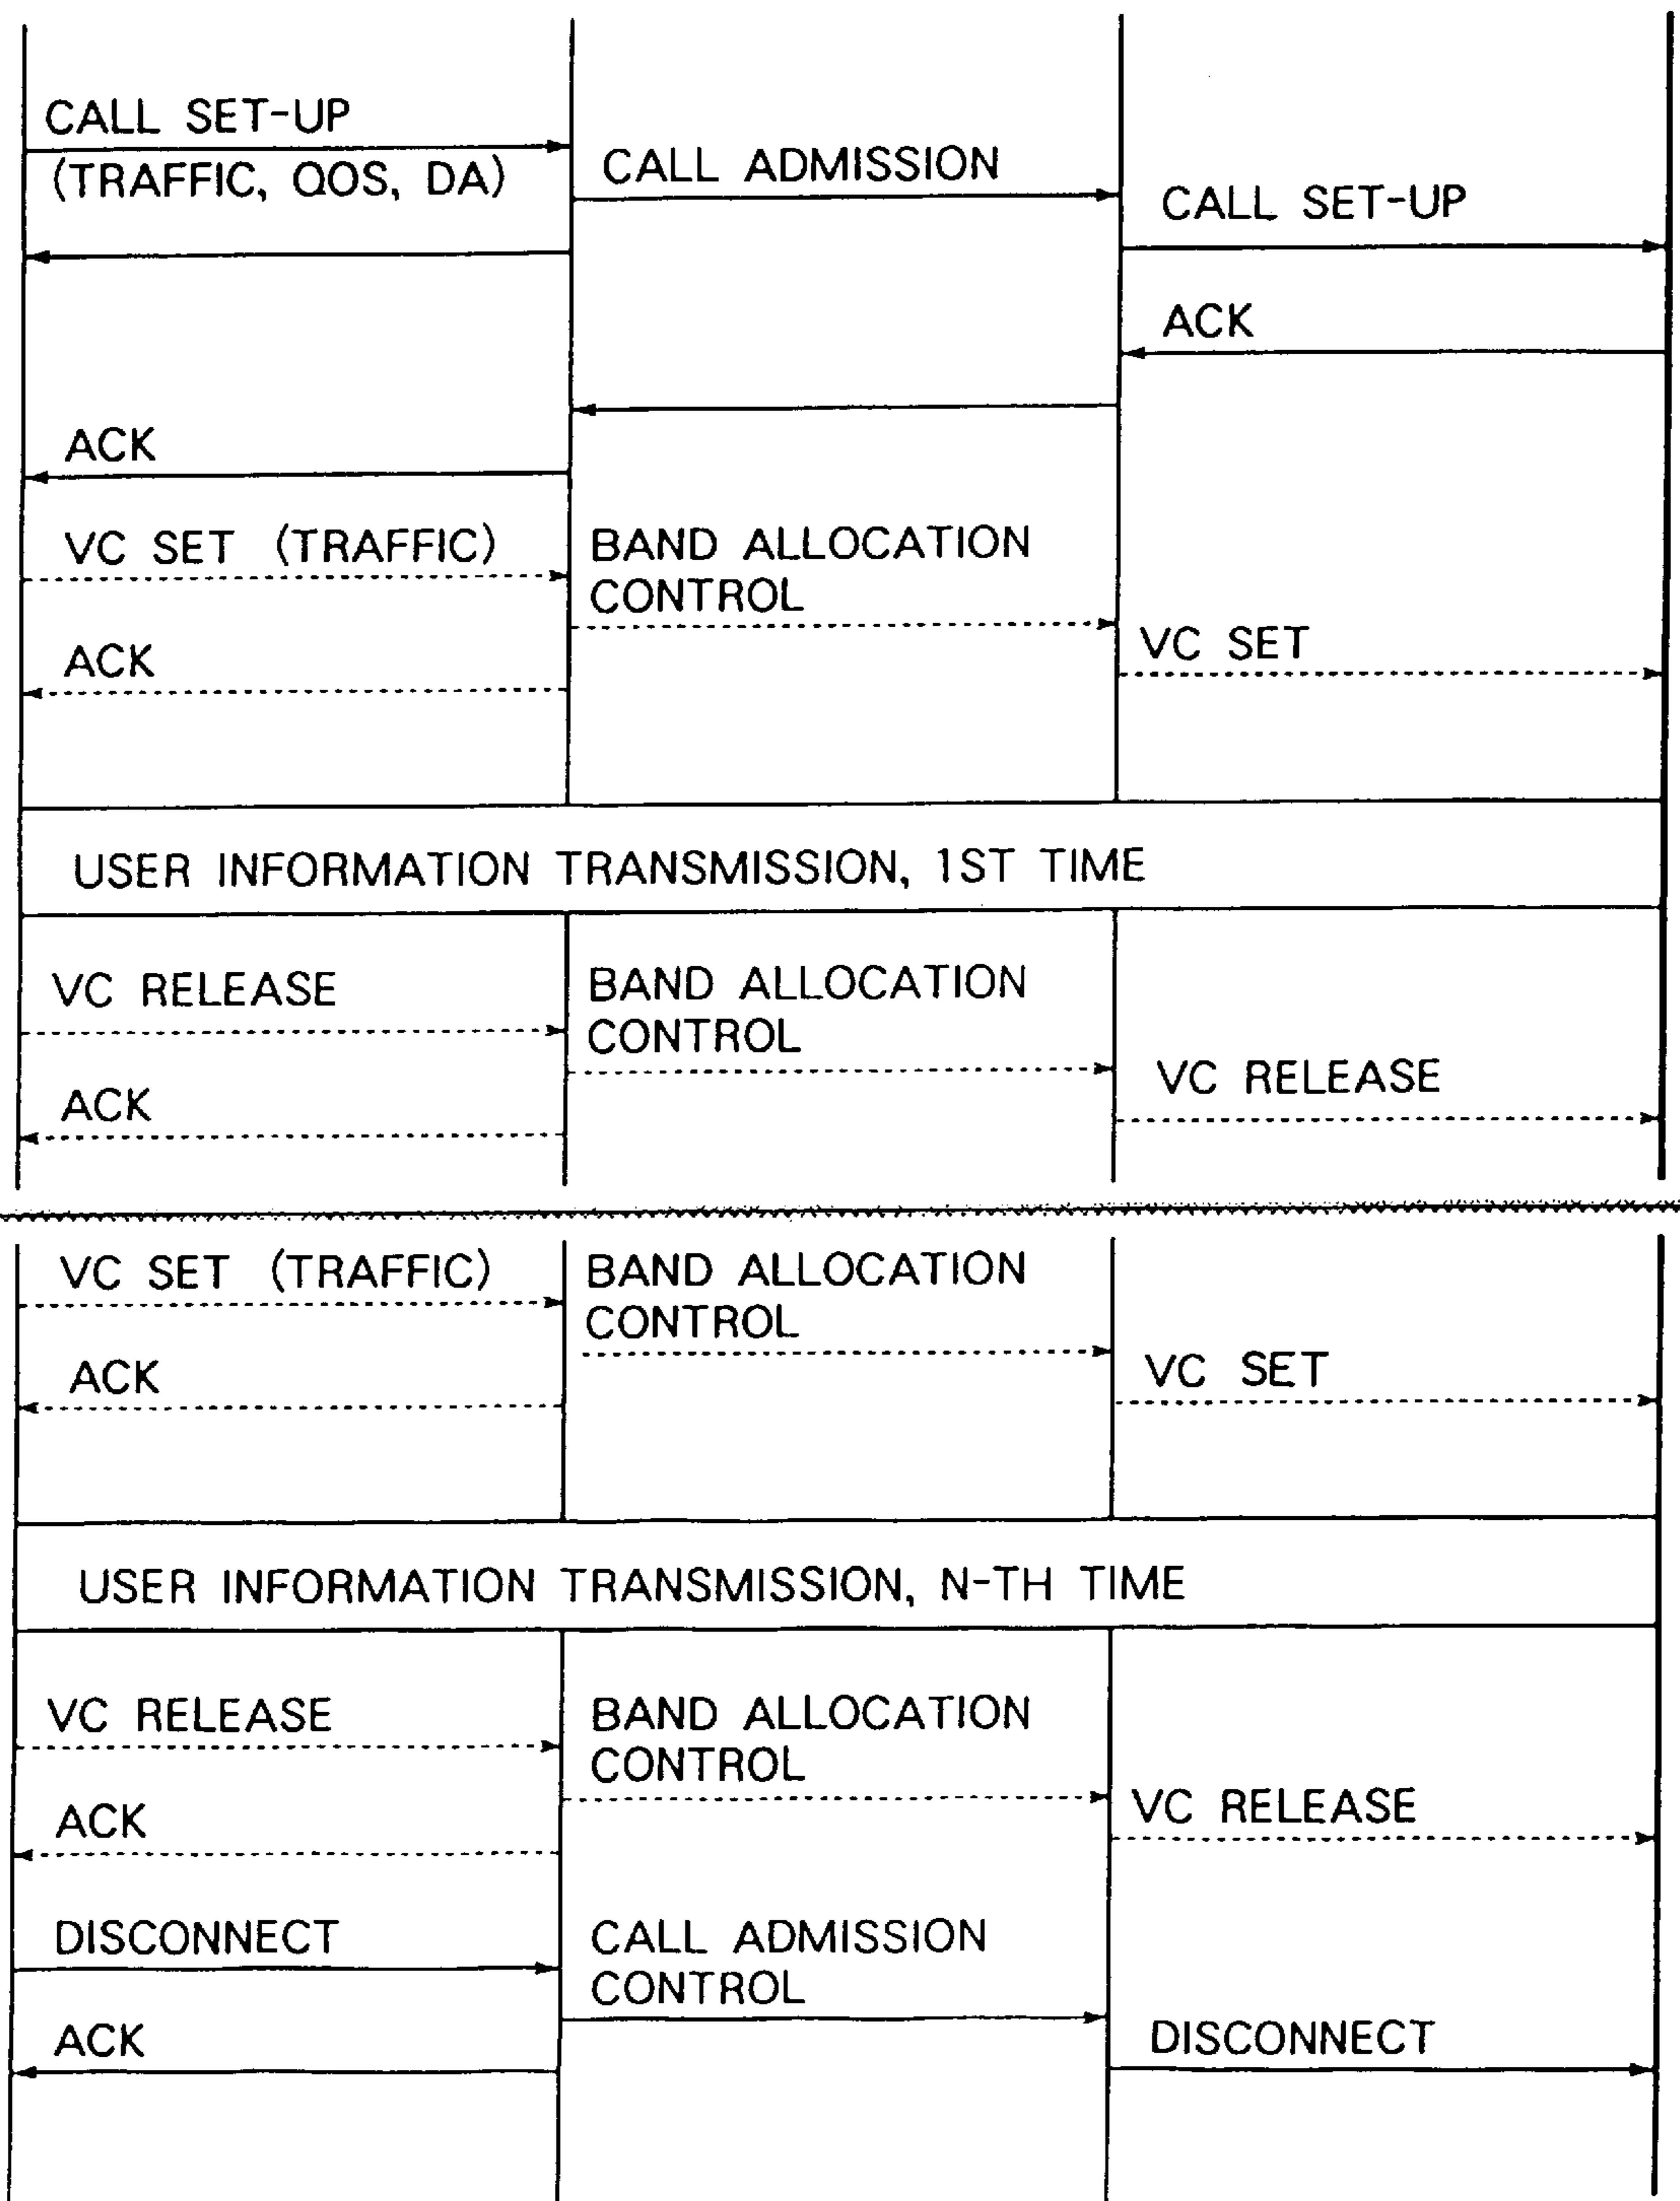 CALL SET-UP
(TRAFFIC, QOS, DA)
CALL ADMISSION
CALL SET-UP
ACK
ACK
VC SET (TRAFFIC)
BAND ALLOCATION
CONTROL
VC SET
ACK
USER INFORMATION TRANSMISSION, 1ST TIME
VC RELEASE
BAND ALLOCATION
CONTROL
VC RELEASE
ACK
VC SET (TRAFFIC)
BAND ALLOCATION
CONTROL
VC SET
ACK
USER INFORMATION TRANSMISSION, N-TH TIME
VC RELEASE
BAND ALLOCATION
CONTROL
VC RELEASE
ACK
DISCONNECT
CALL ADMISSION
CONTROL
DISCONNECT
ACK